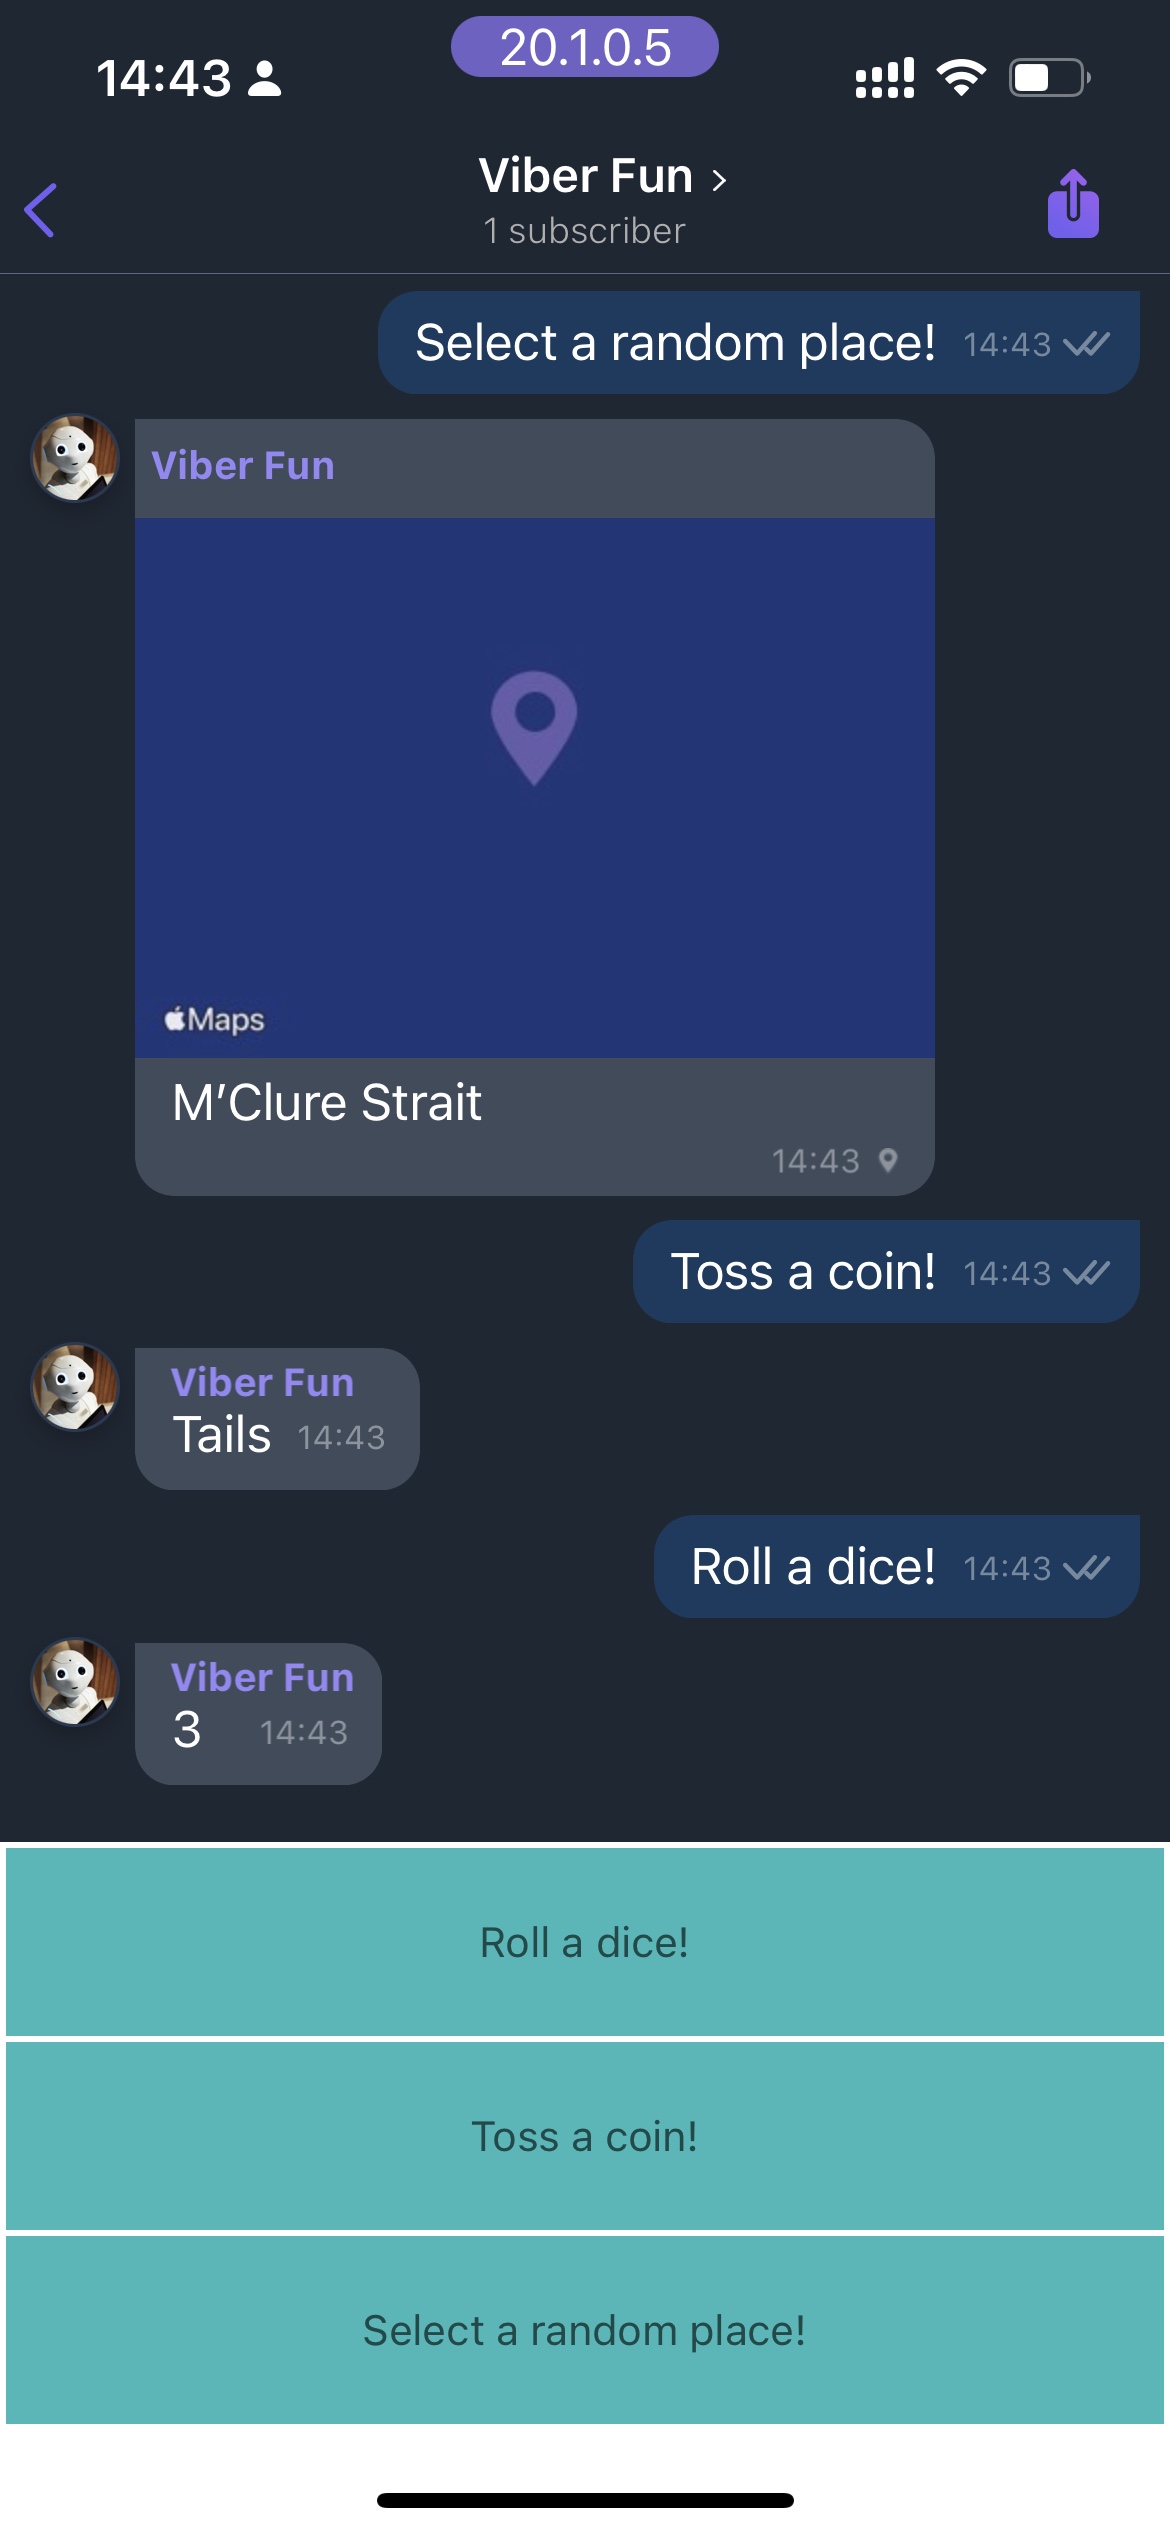 20.1.0.5
14:43
Viber Fun
1 subscriber
Select a random place! 14:43
Viber Fun
Maps
M’Clure Strait
14:43
Toss a coin! 14:43
Viber Fun
Tails 14:43
Roll a dice! 14:43
Viber Fun
3 14:43
Roll a dice!
Toss a coin!
Select a random place!